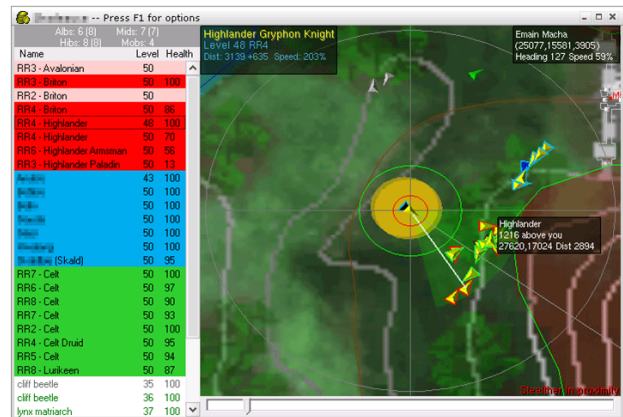 -- Press F1 for options
Albs: 6 (8) Mids: 7 (7)
Hibs: 8 (8) Mobs: 4
Name Level Health
RR3 - Avalonian 50
RR3 - Briton 50 100
RR2 - Briton 50
RR4 - Briton 50 86
RR4 - Highlander 48 100
RR4 - Highlander 50 70
RR6 - Highlander Armsman 50 56
RR3 - Highlander Paladin 50 13
43 100
50 100
50 100
50 100
50 100
50 100
(Skald) 50 95
RR7 - Celt 50 100
RR6 - Celt 50 97
RR8 - Celt 50 90
RR7 - Celt 50 93
RR2 - Celt 50 100
RR4 - Celt Druid 50 95
RR5 - Celt 50 94
RR8 - Lurikeen 50 87
cliff beetle 35 100
cliff beetle 36 100
lynx matriarch 37 100
Highlander Gryphon Knight
Level 48 RR4
Dist: 3139 +635 Speed: 203%
Emain Macha
(25077,15581,3905)
Heading 127 Speed 59%
Highlander
1216 above you
27620,17024 Dist 2894
Stealther in proximity